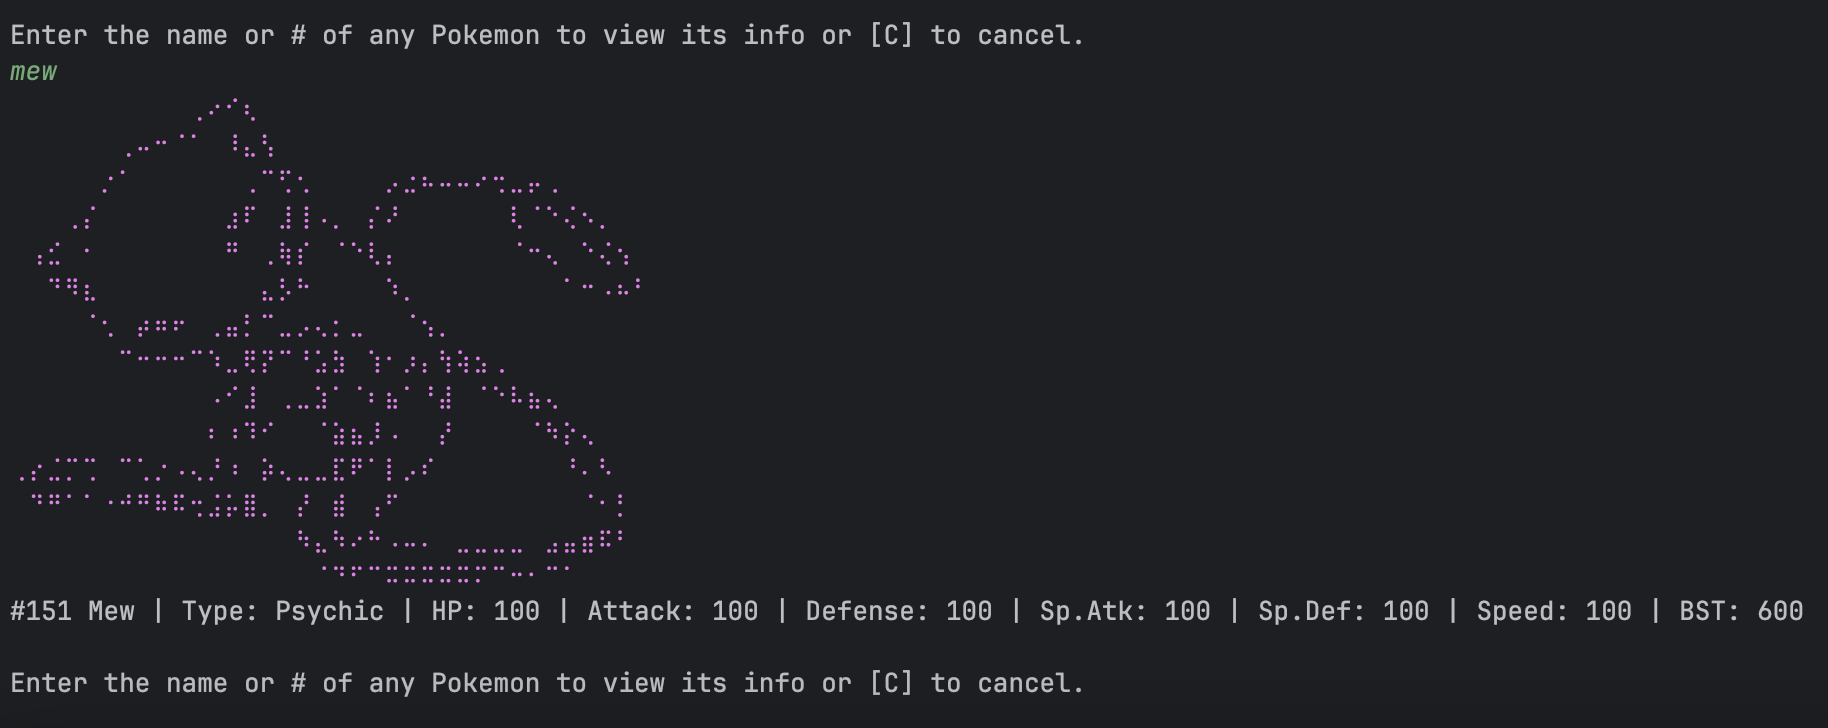 Enter the name or # of any Pokemon to view its info or [C] to cancel.
mew
#151 Mew | Type: Psychic | HP: 100 | Attack: 100 | Defense: 100 | Sp.Atk: 100 | Sp.Def: 100 | Speed: 100 | BST: 600
Enter the name or # of any Pokemon to view its info or [C] to cancel.